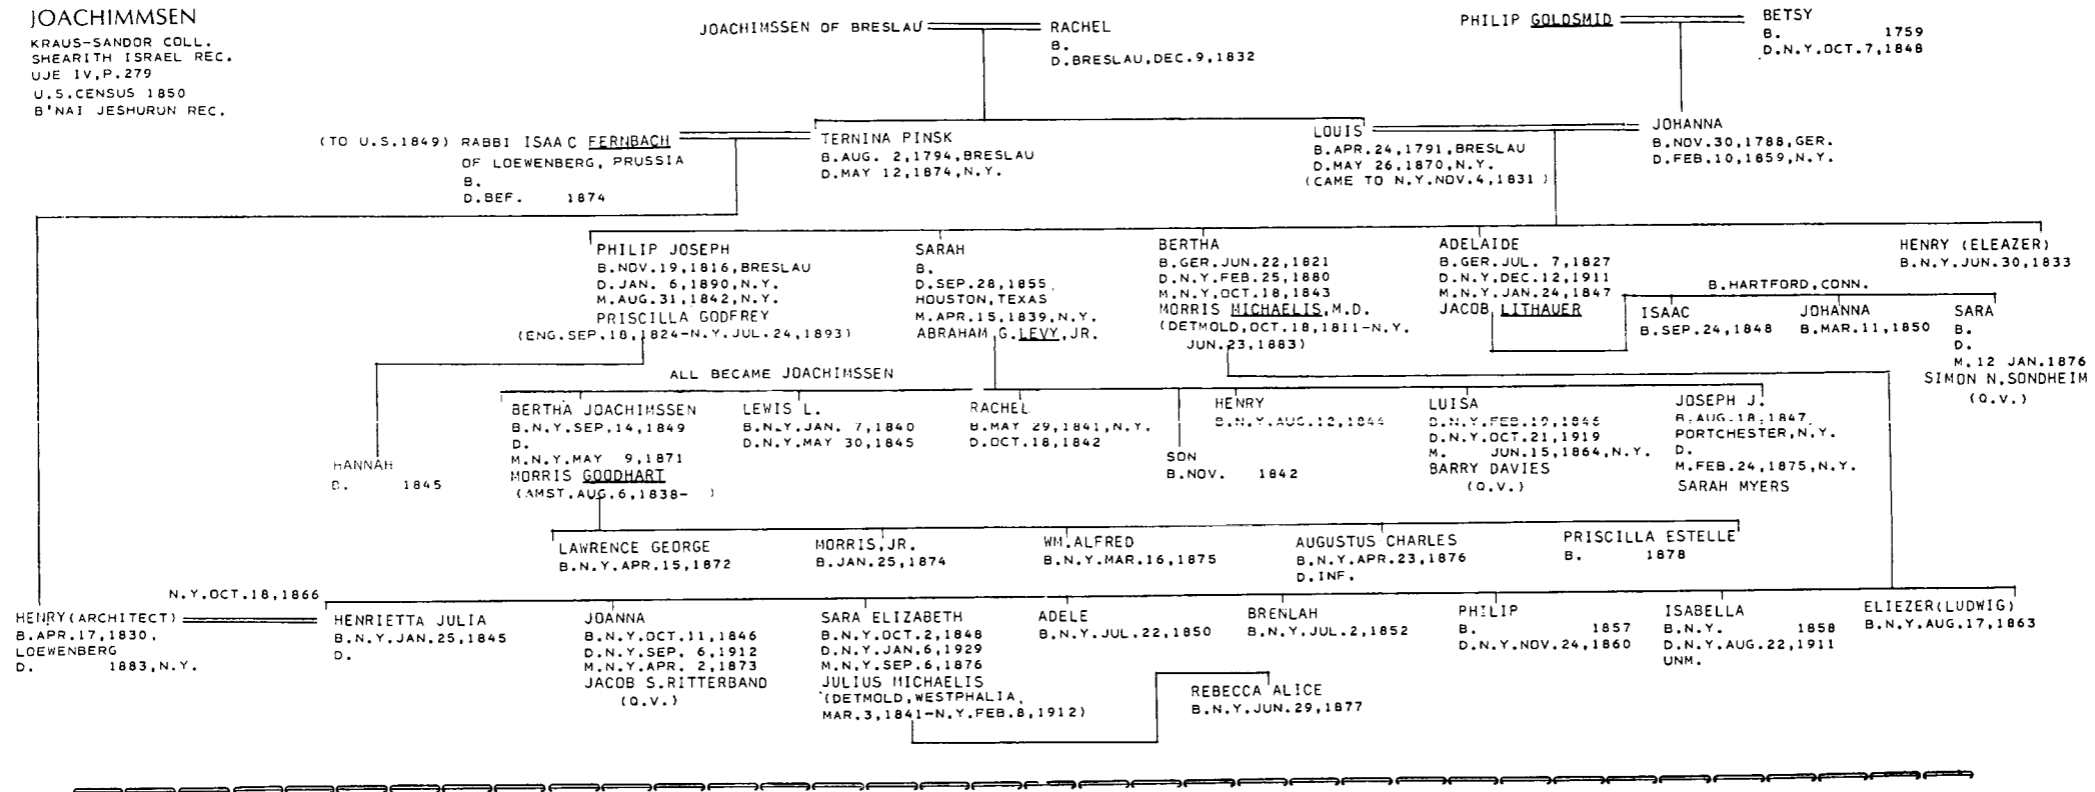 JOACHIMMSEN
KRAUS-SANDOR COLL.
SHEARITH ISRAEL REC.
UJE IV,P.279
U.S.CENSUS 1850
B'NAI JESHURUN REC.
JOACHIMSSEN OF BRESLAU
RACHEL
B.
D.BRESLAU,DEC.9,1832
PHILIP GOLDSMID
BETSY
B. 1759
D.N.Y.OCT.7,1848
(TO U.S.1849) RABBI ISAAC FERNBACH
OF LOEWENBERG, PRUSSIA
B.
D.BEF. 1874
TERNINA PINSK
B.AUG. 2,1794,BRESLAU
D.MAY 12,1874,N.Y.
LOUIS
B.APR.24,1791,BRESLAU
D.MAY 26,1870,N.Y.
(CAME TO N.Y.NOV.4,1831)
JOHANNA
B.NOV.30,1788,GER.
D.FEB.10,1859,N.Y.
PHILIP JOSEPH
B.NOV.19,1816,BRESLAU
D.JAN. 6,1890,N.Y.
M.AUG.31,1842,N.Y.
PRISCILLA GODFREY
(ENG.SEP.18,1824-N.Y.JUL.24,1893)
SARAH
B.
D.SEP.28,1855
HOUSTON,TEXAS
M.APR.15,1839,N.Y.
ABRAHAM G.LEVY,JR.
BERTHA
B.GER.JUN.22,1821
D.N.Y.FEB.25,1880
M.N.Y.OCT.18,1843
MORRIS MICHAELIS,M.D.
(DETMOLD,OCT.18,1811-N.Y.
JUN.23,1883)
ADELAIDE
B.GER.JUL. 7,1827
D.N.Y.DEC.12,1911
M.N.Y.JAN.24,1847
JACOB LITHAUER
HENRY (ELEAZER)
B.N.Y.JUN.30,1833
B.HARTFORD,CONN.
ISAAC
B.SEP.24,1848
JOHANNA
B.MAR.11,1850
SARA
B.
D.
M.12 JAN.1876
SIMON N.SONDHEIM
(Q.V.)
ALL BECAME JOACHIMSSEN
HANNAH
D. 1845
BERTHA JOACHIMSSEN
B.N.Y.SEP.14,1849
D.
M.N.Y.MAY 9,1871
MORRIS GOODHART
(AMST.AUG.6,1838- )
LEWIS L.
B.N.Y.JAN. 7,1840
D.N.Y.MAY 30,1845
RACHEL
B.MAY 29,1841,N.Y.
D.OCT.18,1842
SON
B.NOV. 1842
HENRY
B.N.Y.AUG.12,1844
LUISA
B.N.Y.FEB.19,1846
D.N.Y.OCT.21,1919
M. JUN.15,1864,N.Y.
BARRY DAVIES
(Q.V.)
JOSEPH J.
B.AUG.18,1847,
PORTCHESTER,N.Y.
D.
M.FEB.24,1875,N.Y.
SARAH MYERS
LAWRENCE GEORGE
B.N.Y.APR.15,1872
MORRIS,JR.
B.JAN.25,1874
WM.ALFRED
B.N.Y.MAR.16,1875
AUGUSTUS CHARLES
B.N.Y.APR.23,1876
D.INF.
PRISCILLA ESTELLE
B. 1878
N.Y.OCT.18,1866
HENRY(ARCHITECT)
B.APR.17,1830,
LOEWENBERG
D. 1883,N.Y.
HENRIETTA JULIA
B.N.Y.JAN.25,1845
D.
JOANNA
B.N.Y.OCT.11,1846
D.N.Y.SEP. 6,1912
M.N.Y.APR. 2,1873
JACOB S.RITTERBAND
(Q.V.)
SARA ELIZABETH
B.N.Y.OCT.2,1848
D.N.Y.JAN.6,1929
M.N.Y.SEP.6,1876
JULIUS MICHAELIS
(DETMOLD,WESTPHALIA,
MAR.3,1841-N.Y.FEB.8,1912)
ADELE
B.N.Y.JUL.22,1850
BRENLAH
B.N.Y.JUL.2,1852
PHILIP
B. 1857
D.N.Y.NOV.24,1860
ISABELLA
B.N.Y. 1858
D.N.Y.AUG.22,1911
UNM.
ELIEZER(LUDWIG)
B.N.Y.AUG.17,1863
REBECCA ALICE
B.N.Y.JUN.29,1877